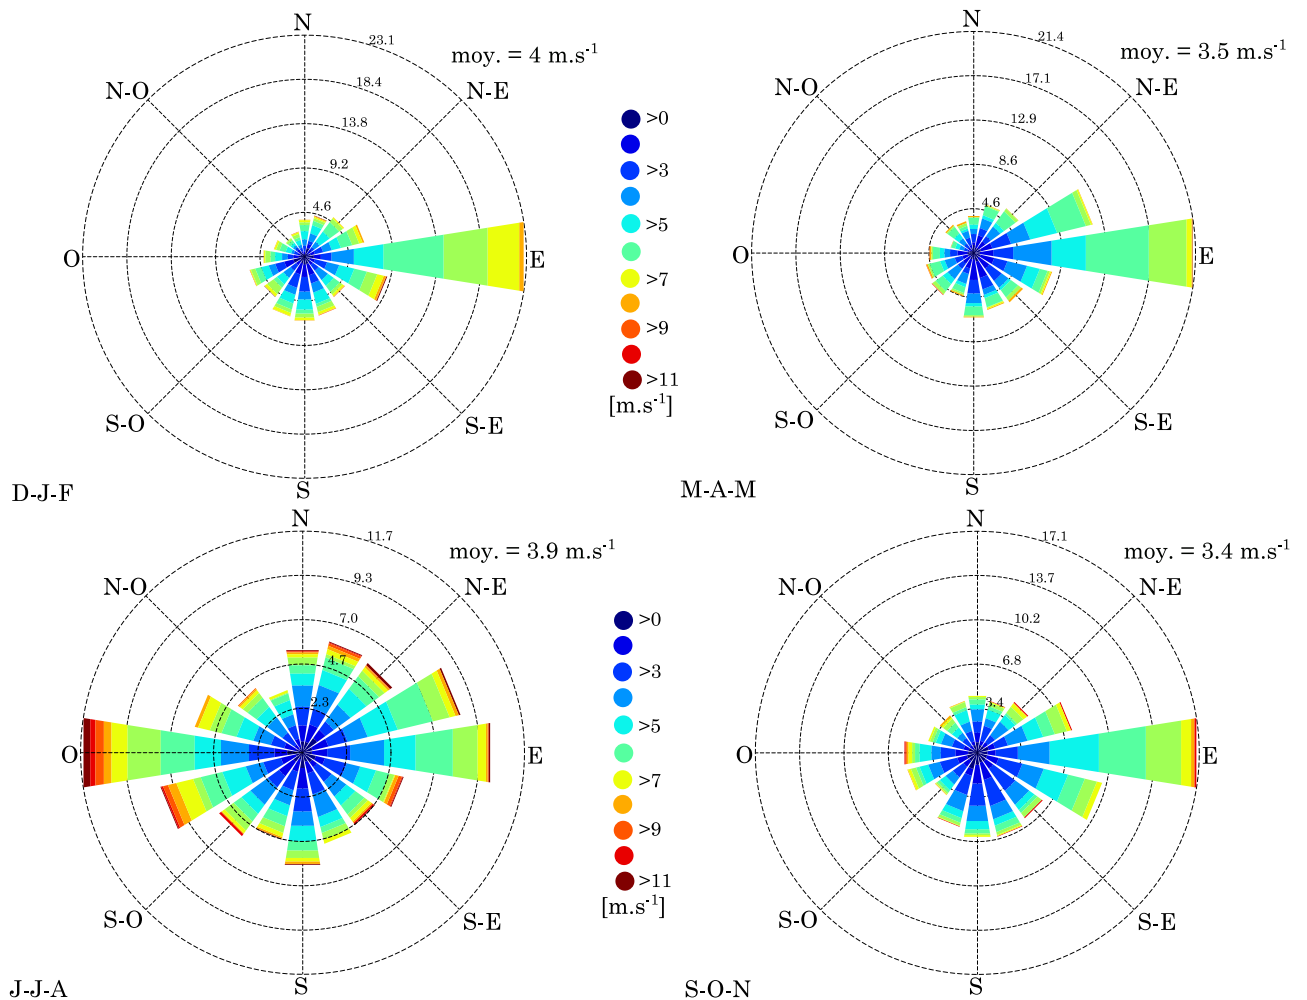 N
23.1
moy. = 4 m.s⁻¹
18.4
N-O
N-E
13.8
9.2
4.6
O
E
S-O
S-E
S
D-J-F
>0
>3
>5
>7
>9
>11
[m.s⁻¹]
N
21.4
moy. = 3.5 m.s⁻¹
17.1
N-O
N-E
12.9
8.6
4.6
O
E
S-O
S-E
S
M-A-M
N
11.7
moy. = 3.9 m.s⁻¹
9.3
N-O
N-E
7.0
4.7
2.3
O
E
S-O
S-E
S
J-J-A
>0
>3
>5
>7
>9
>11
[m.s⁻¹]
N
17.1
moy. = 3.4 m.s⁻¹
13.7
N-O
N-E
10.2
6.8
3.4
O
E
S-O
S-E
S
S-O-N